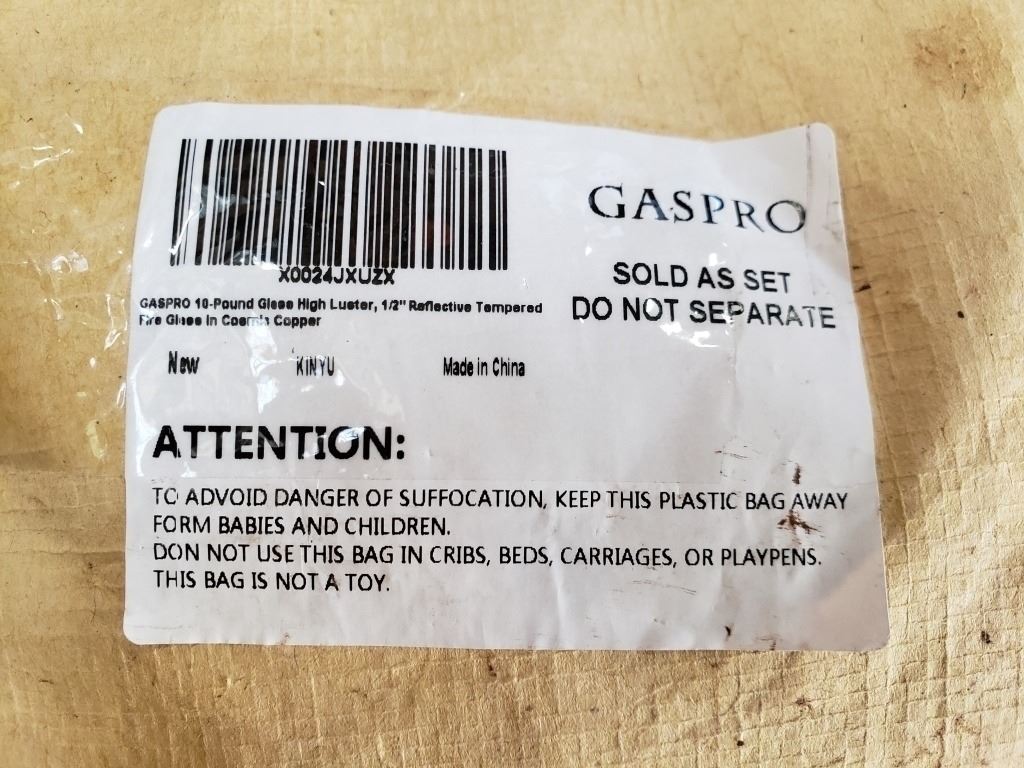 X0024JXUZX
GASPRO 10-Pound Glass High Luster, 1/2" Reflective Tempered
Fire Glass in Cosmis Copper
New KINYU Made in China
GASPRO
SOLD AS SET
DO NOT SEPARATE
ATTENTION:
TO ADVOID DANGER OF SUFFOCATION, KEEP THIS PLASTIC BAG AWAY
FORM BABIES AND CHILDREN.
DON NOT USE THIS BAG IN CRIBS, BEDS, CARRIAGES, OR PLAYPENS.
THIS BAG IS NOT A TOY.